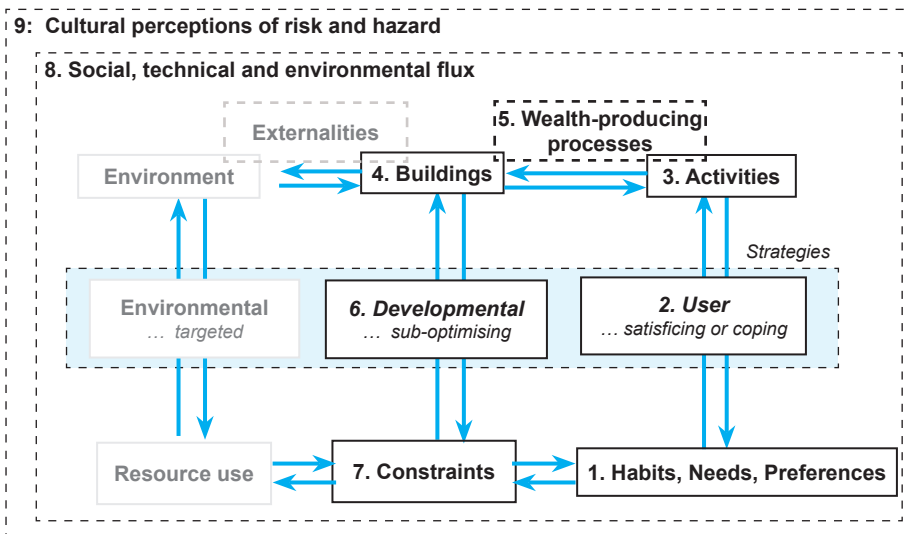 9: Cultural perceptions of risk and hazard
8. Social, technical and environmental flux
Externalities
5. Wealth-producing
processes
Environment
4. Buildings
3. Activities
Strategies
Environmental
… targeted
6. Developmental
… sub-optimising
2. User
… satisficing or coping
Resource use
7. Constraints
1. Habits, Needs, Preferences